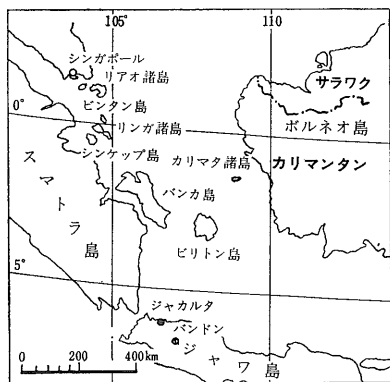 105°
110
シンガポール
リアオ諸島
サラワク
0°
ビンタン島
リンガ諸島
ボルネオ島
シンケップ島
カリマタ諸島
カリマンタン
スマトラ島
バンカ島
ビリトン島
5°
ジャカルタ
バンドン
ジャワ島
0 200 400km